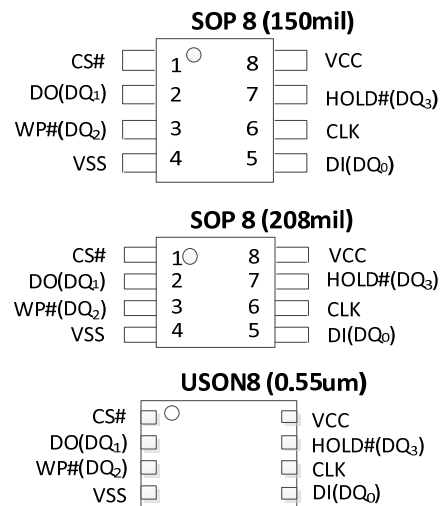 SOP 8 (150mil)
CS# 1 8 VCC
DO(DQ1) 2 7 HOLD#(DQ3)
WP#(DQ2) 3 6 CLK
VSS 4 5 DI(DQ0)
SOP 8 (208mil)
CS# 1 8 VCC
DO(DQ1) 2 7 HOLD#(DQ3)
WP#(DQ2) 3 6 CLK
VSS 4 5 DI(DQ0)
USON8 (0.55um)
CS# VCC
DO(DQ1) HOLD#(DQ3)
WP#(DQ2) CLK
VSS DI(DQ0)